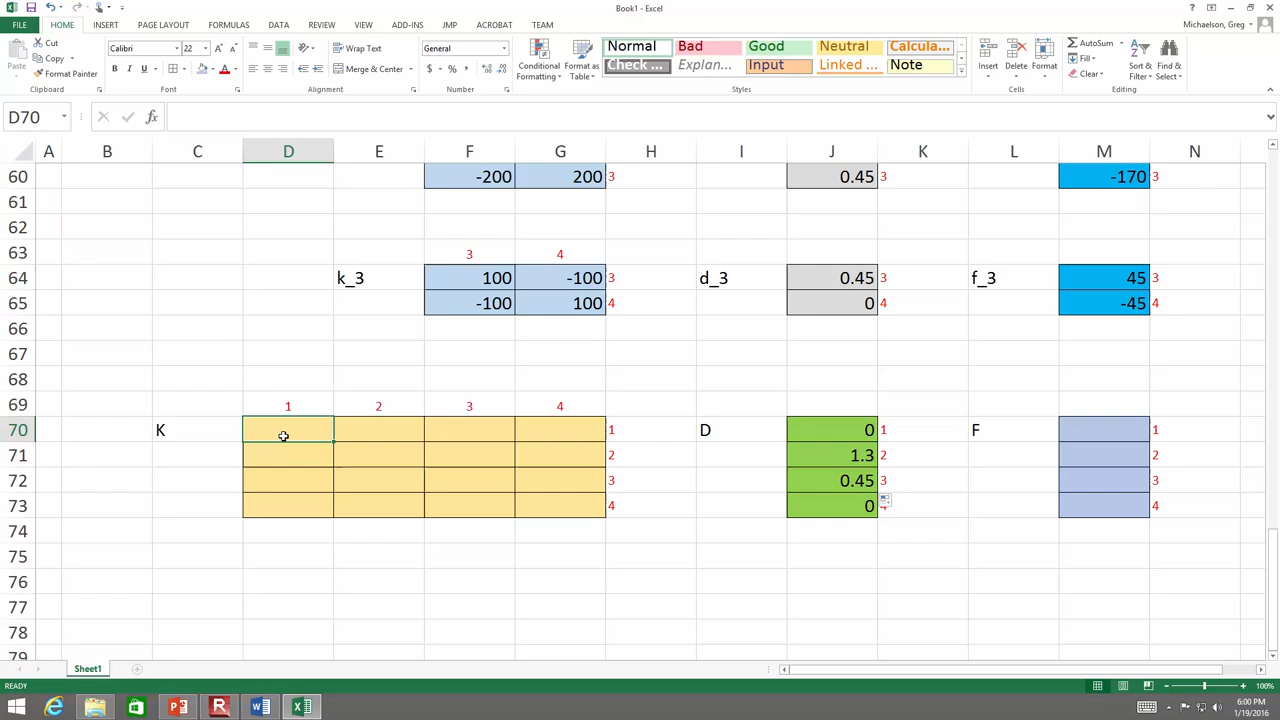 Book1 - Excel
FILE HOME INSERT PAGE LAYOUT FORMULAS DATA REVIEW VIEW ADD-INS JMP ACROBAT TEAM Michaelson, Greg
Cut Calibri 22 Wrap Text General Normal Bad Good Neutral Calcula... AutoSum
Copy
Paste Format Painter Merge & Center Conditional Formatting Format as Table Check ... Explan... Input Linked ... Note Insert Delete Format Fill Clear Sort & Filter Find & Select
Clipboard Font Alignment Number Styles Cells Editing
D70
A B C D E F G H I J K L M N
60 -200 200 3 0.45 3 -170 3
61
62
63 3 4
64 k_3 100 -100 3 d_3 0.45 3 f_3 45 3
65 -100 100 4 0 4 -45 4
66
67
68
69 1 2 3 4
70 K 1 D 0 1 F 1
71 2 1.3 2 2
72 3 0.45 3 3
73 4 0 4
74
75
76
77
78
79
Sheet1
READY 100%
6:00 PM
1/19/2016